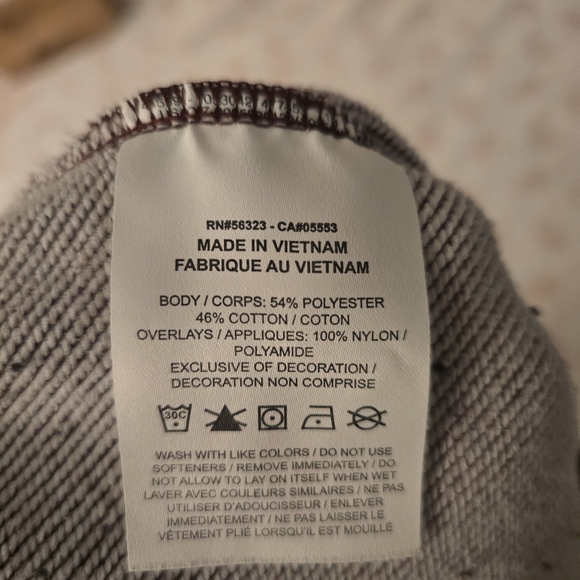 RN#56323 - CA#05553
MADE IN VIETNAM
FABRIQUE AU VIETNAM
BODY / CORPS: 54% POLYESTER
46% COTTON / COTON
OVERLAYS / APPLIQUES: 100% NYLON /
POLYAMIDE
EXCLUSIVE OF DECORATION /
DECORATION NON COMPRISE
30C
WASH WITH LIKE COLORS / DO NOT USE
SOFTENERS / REMOVE IMMEDIATELY / DO
NOT ALLOW TO LAY ON ITSELF WHEN WET
LAVER AVEC COULEURS SIMILAIRES / NE PAS
UTILISER D'ADOUCISSEUR / ENLEVER
IMMEDIATEMENT / NE PAS LAISSER LE
VÊTEMENT PLIÉ LORSQU'IL EST MOUILLÉ